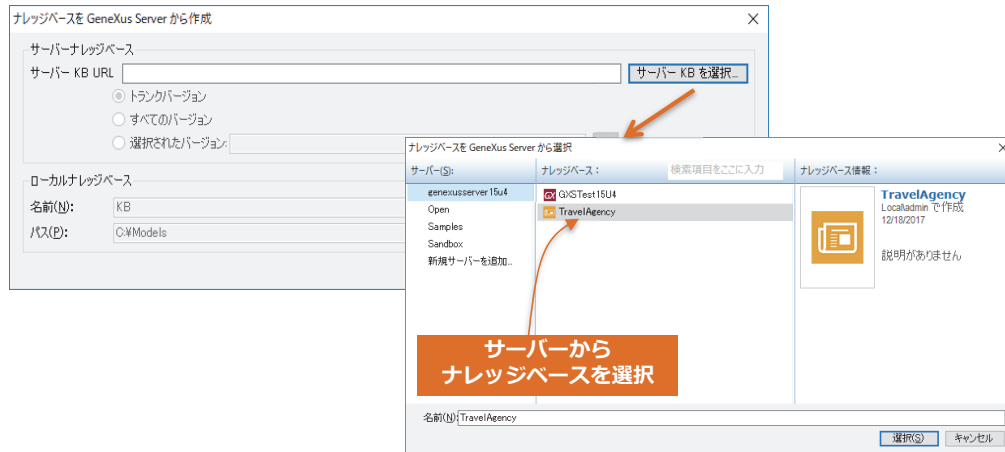 ナレッジベースを GeneXus Server から作成
サーバーナレッジベース
サーバー KB URL
サーバー KB を選択...
トランクバージョン
すべてのバージョン
選択されたバージョン:
ローカルナレッジベース
名前(N):
KB
パス(P):
C:¥Models
ナレッジベースを GeneXus Server から選択
サーバー(S):
genexusserver15u4
Open
Samples
Sandbox
新規サーバーを追加...
ナレッジベース:
検索項目をここに入力
GXSTest15U4
TravelAgency
ナレッジベース情報:
TravelAgency
Local\admin で作成
12/18/2017
説明がありません
サーバーから
ナレッジベースを選択
名前(N):
TravelAgency
選択(S)
キャンセル